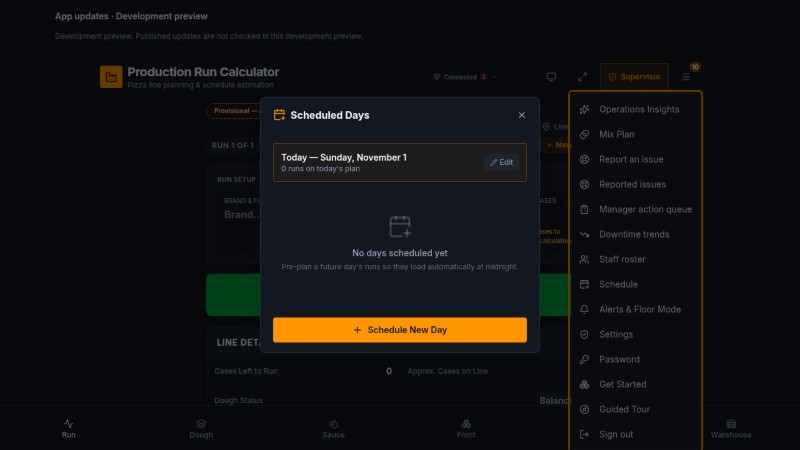 App updates · Development preview
Development preview. Published updates are not checked in this development preview.
Production Run Calculator
Pizza line planning & schedule estimation
Connected 2
Supervisor
10
Provisional —
Line
RUN 1 OF 1
+ New
RUN SETUP
BRAND &
Brand...
Scheduled Days
Today — Sunday, November 1
0 runs on today's plan
Edit
No days scheduled yet
Pre-plan a future day's runs so they load automatically at midnight.
+ Schedule New Day
Operations Insights
Mix Plan
Report an issue
Reported issues
Manager action queue
Downtime trends
Staff roster
Schedule
Alerts & Floor Mode
Settings
Password
Get Started
Guided Tour
Sign out
Cases Left to Run
0
Approx. Cases on Line
Dough Status
Run
Dough
Sauce
Front
Warehouse